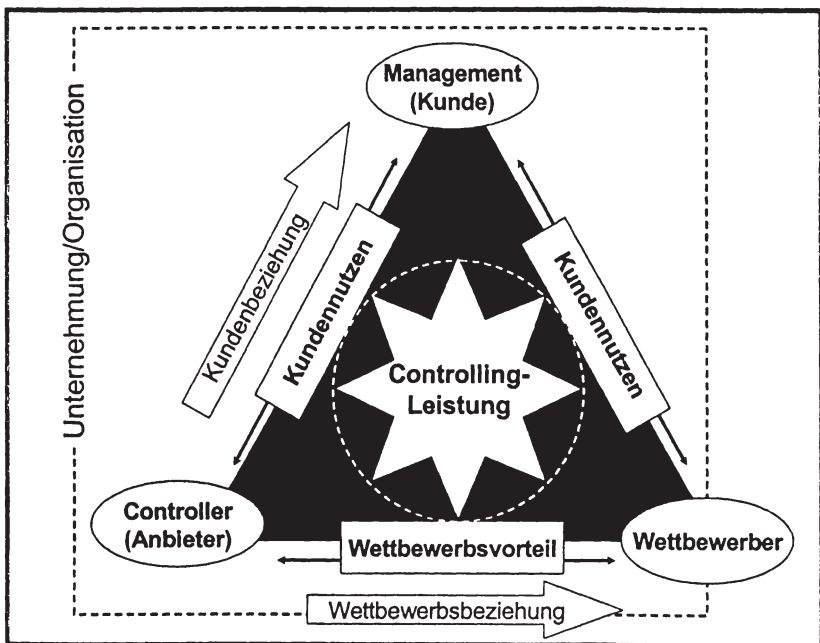 Management
(Kunde)
Unternehmung/Organisation
Kundenbeziehung
Kundennutzen
Kundennutzen
Controlling-
Leistung
Controller
(Anbieter)
Wettbewerbsvorteil
Wettbewerber
Wettbewerbsbeziehung